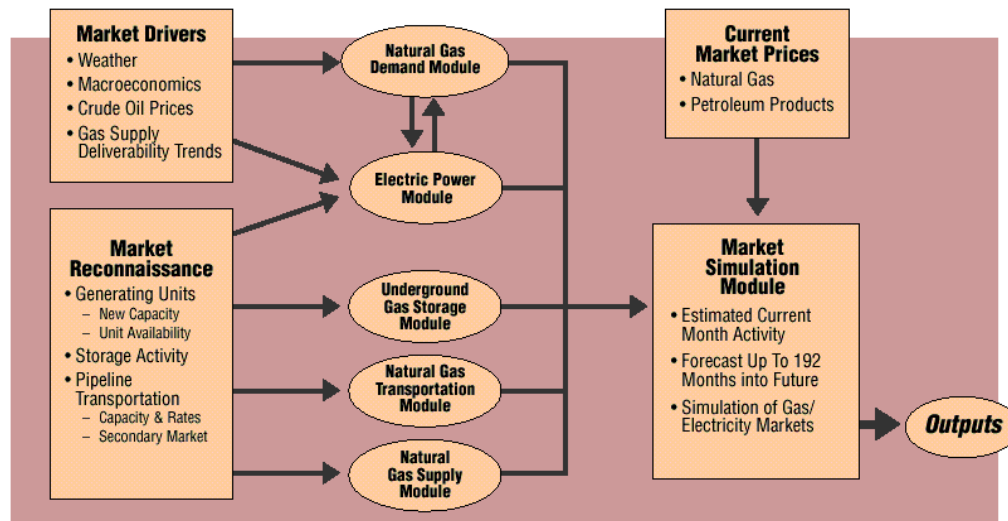 Market Drivers
• Weather
• Macroeconomics
• Crude Oil Prices
• Gas Supply
Deliverability Trends
Market
Reconnaissance
• Generating Units
– New Capacity
– Unit Availability
• Storage Activity
• Pipeline
Transportation
– Capacity & Rates
– Secondary Market
Natural Gas
Demand Module
Electric Power
Module
Underground
Gas Storage
Module
Natural Gas
Transportation
Module
Natural
Gas Supply
Module
Current
Market Prices
• Natural Gas
• Petroleum Products
Market
Simulation
Module
• Estimated Current
Month Activity
• Forecast Up To 192
Months into Future
• Simulation of Gas/
Electricity Markets
Outputs